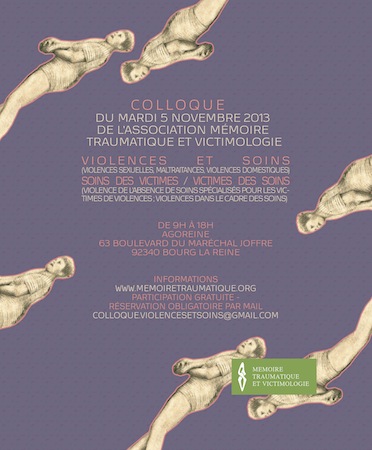 COLLOQUE
DU MARDI 5 NOVEMBRE 2013
DE L'ASSOCIATION MÉMOIRE
TRAUMATIQUE ET VICTIMOLOGIE
VIOLENCES ET SOINS
(VIOLENCES SEXUELLES, MALTRAITANCES, VIOLENCES DOMESTIQUES)
SOINS DES VICTIMES / VICTIMES DES SOINS
(VIOLENCE DE L'ABSENCE DE SOINS SPÉCIALISÉS POUR LES VIC-
TIMES DE VIOLENCES ; VIOLENCES DANS LE CADRE DES SOINS)
DE 9H À 18H
AGOREINE
63 BOULEVARD DU MARÉCHAL JOFFRE
92340 BOURG LA REINE
INFORMATIONS
WWW.MEMOIRETRAUMATIQUE.ORG
PARTICIPATION GRATUITE -
RÉSERVATION OBLIGATOIRE PAR MAIL
COLLOQUE.VIOLENCESETSOINS@GMAIL.COM
MEMOIRE
TRAUMATIQUE
ET VICTIMOLOGIE